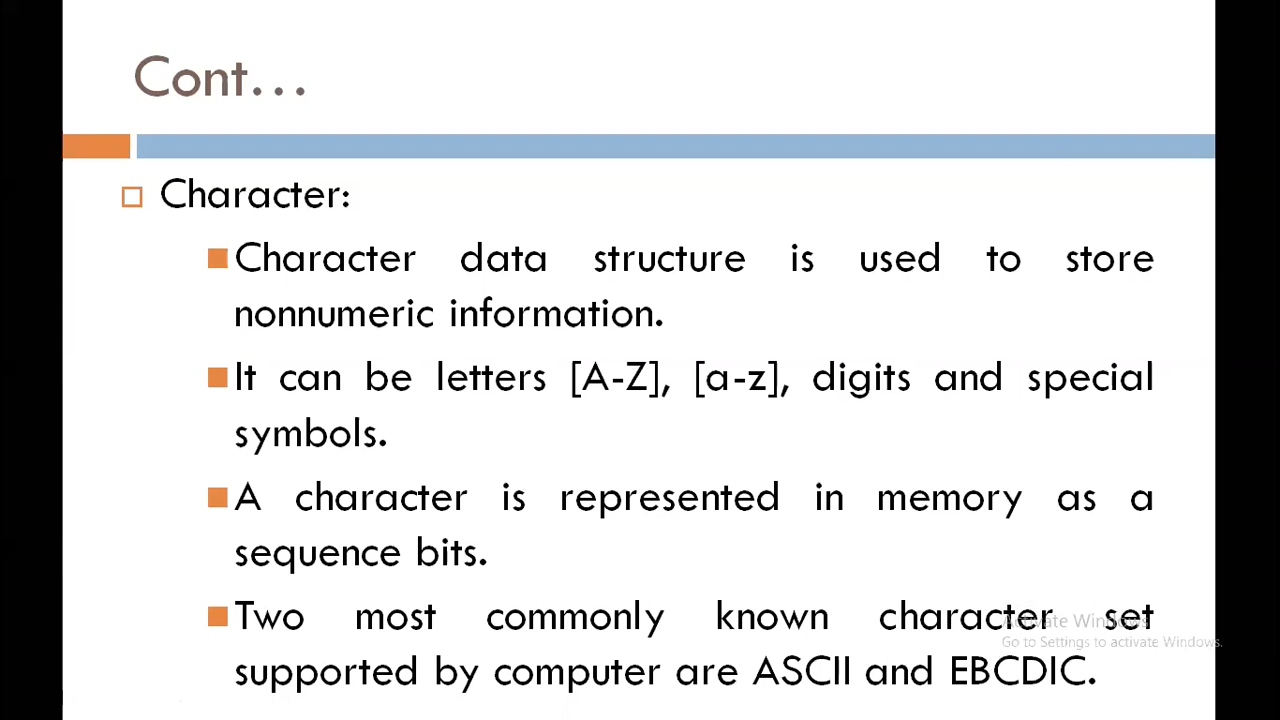 Cont...
Character:
Character data structure is used to store
nonnumeric information.
It can be letters [A-Z], [a-z], digits and special
symbols.
A character is represented in memory as a
sequence bits.
Two most commonly known character set
supported by computer are ASCII and EBCDIC.
Activate Windows
Go to Settings to activate Windows.